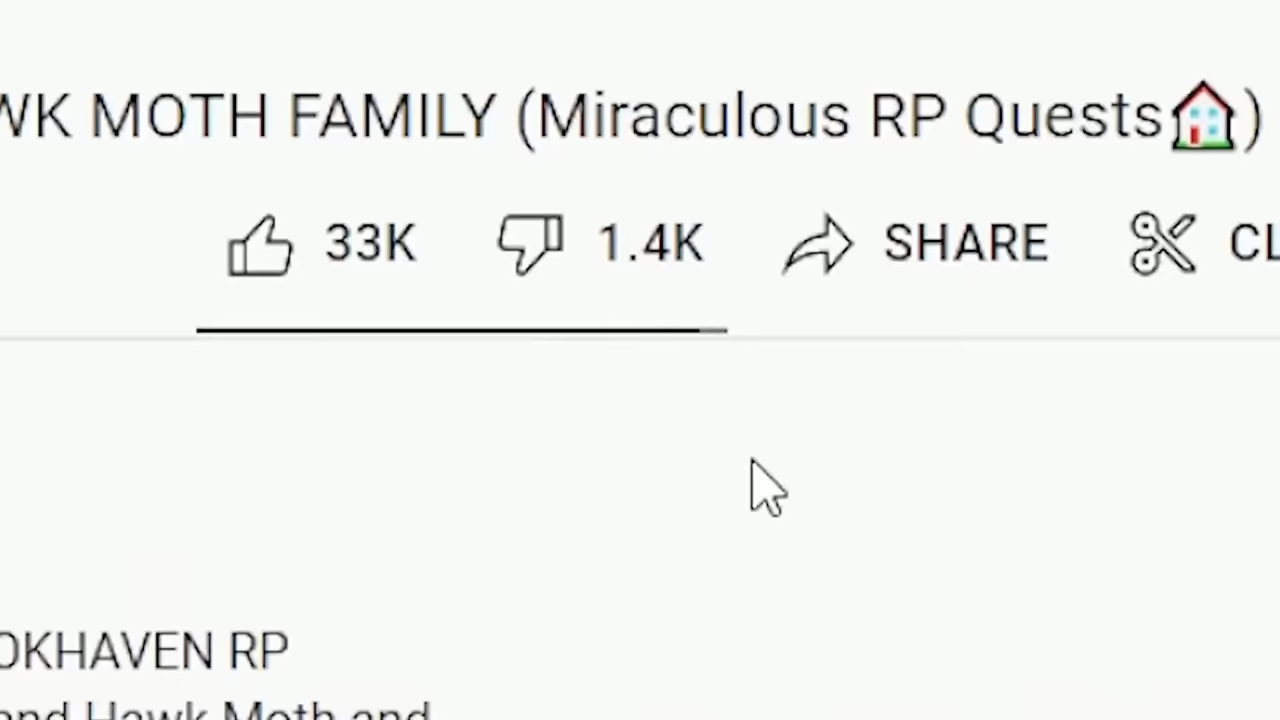 WK MOTH FAMILY (Miraculous RP Quests🏠)
33K 1.4K SHARE CL
OKHAVEN RP
and Hawk Moth and